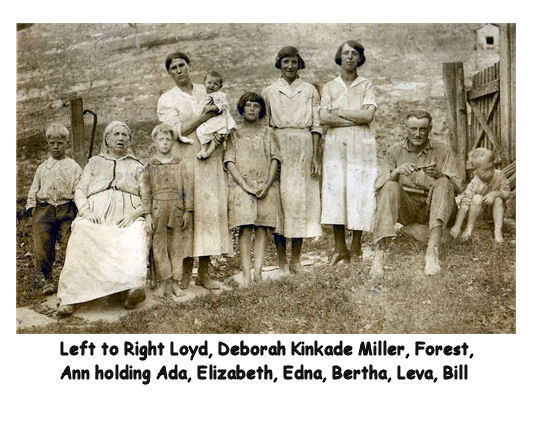 Left to Right Loyd, Deborah Kinkade Miller, Forest,
Ann holding Ada, Elizabeth, Edna, Bertha, Leva, Bill